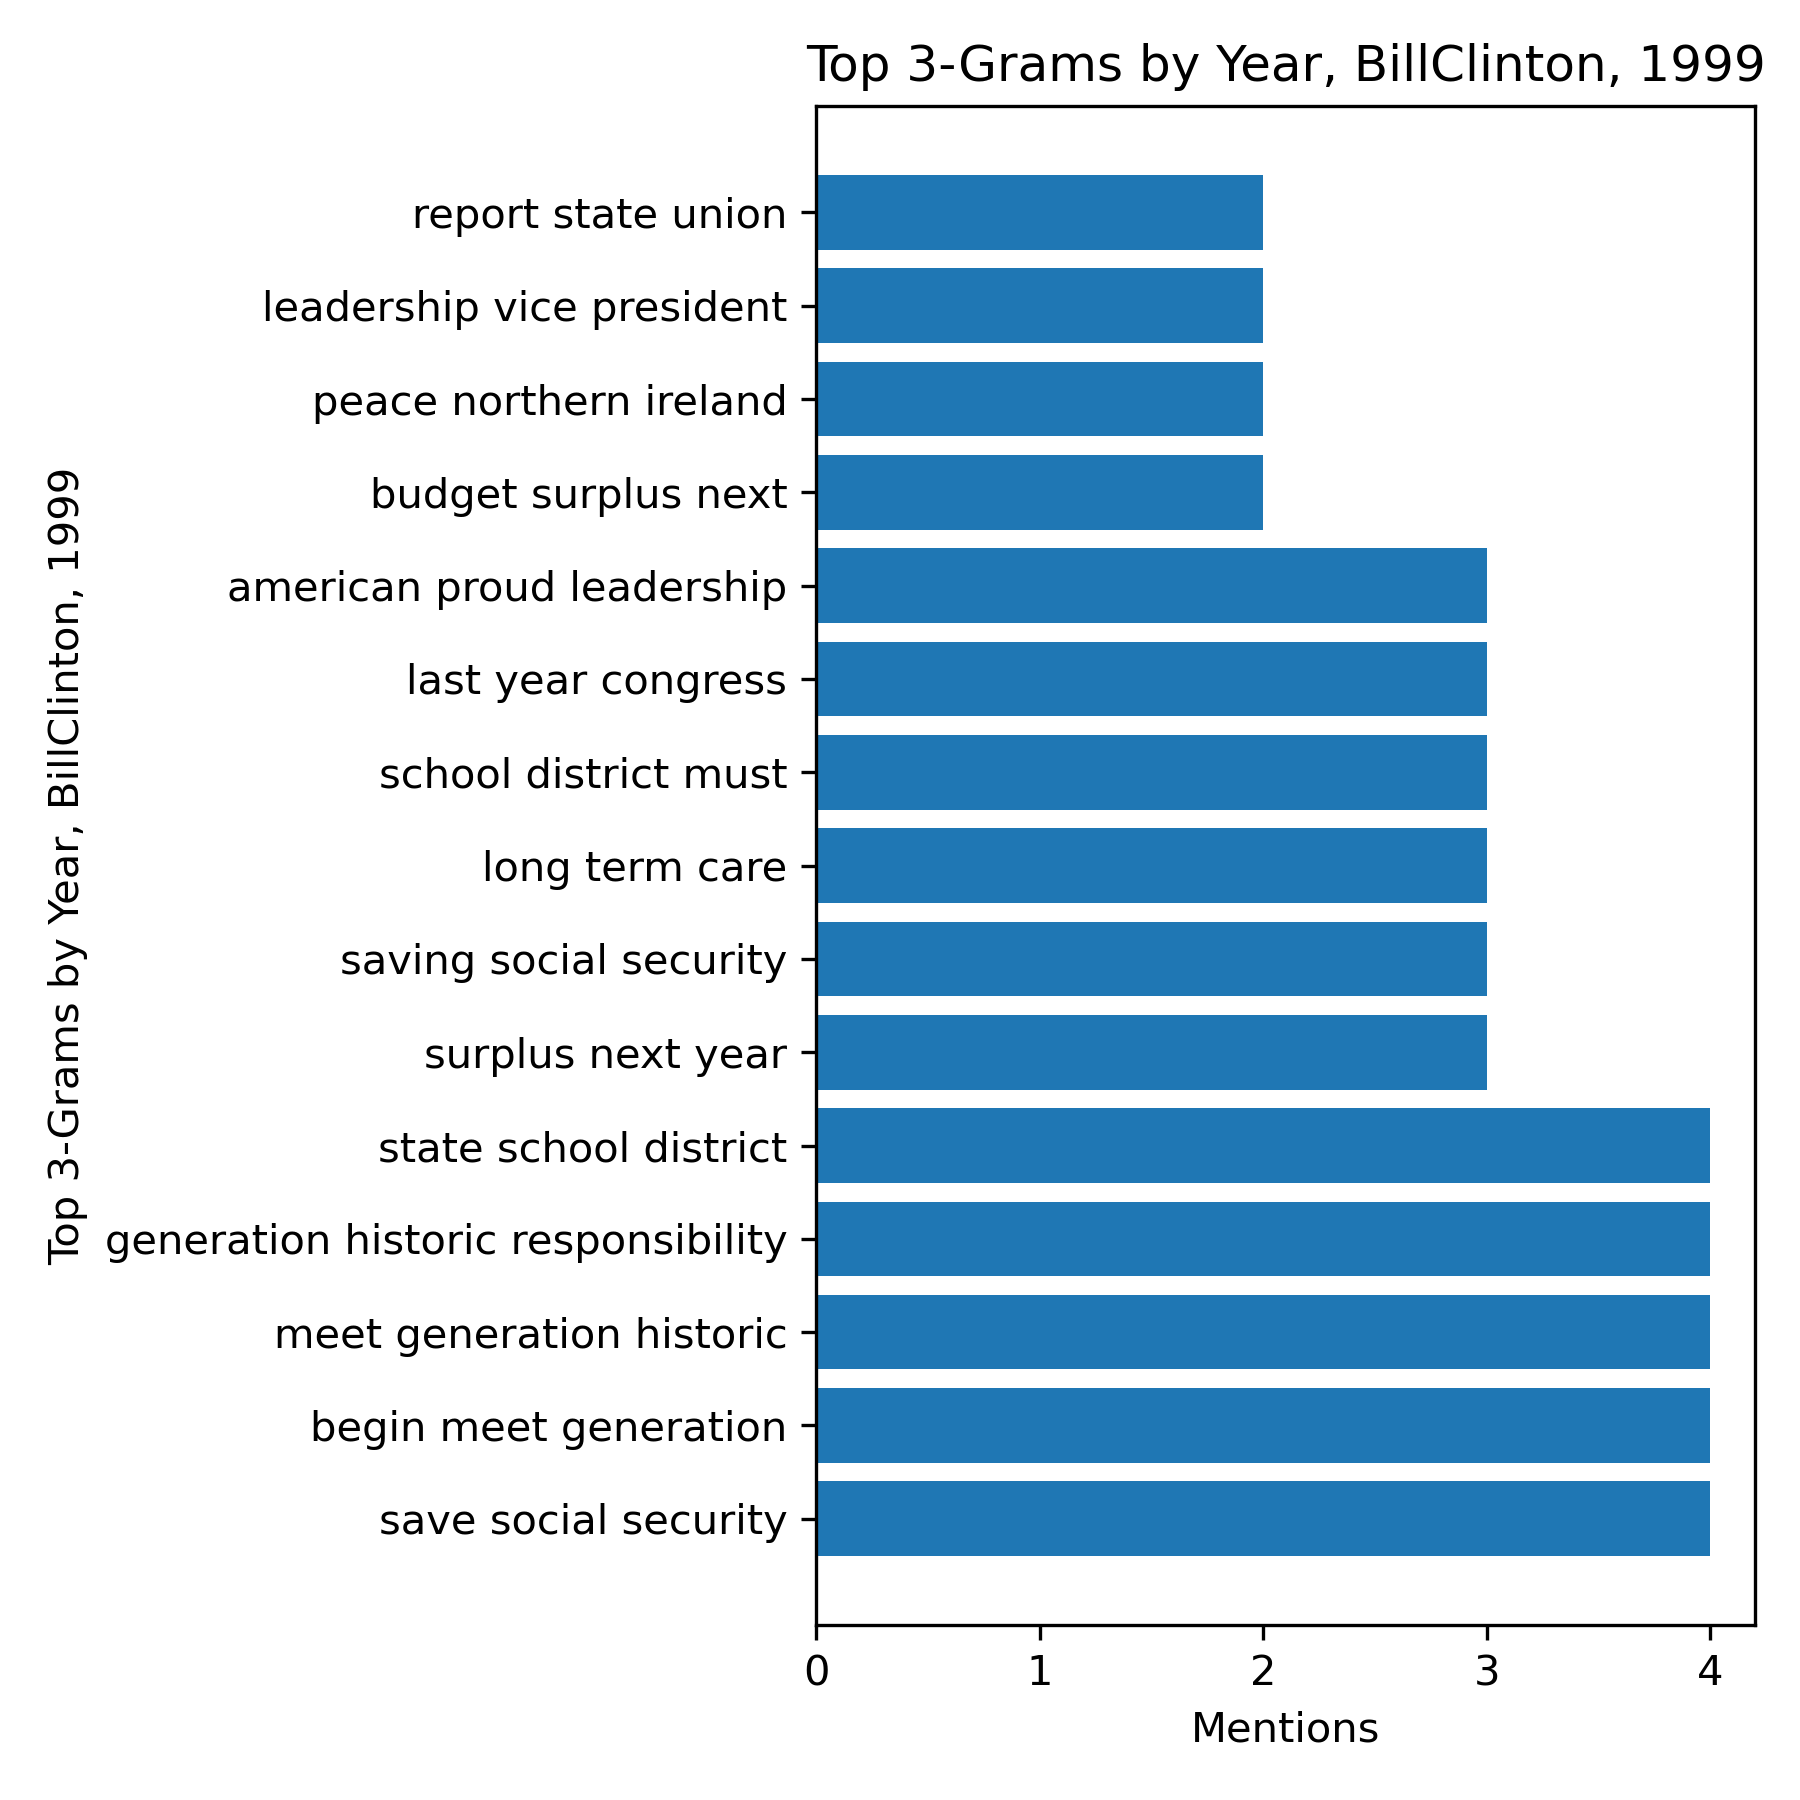 Top 3-Grams by Year, BillClinton, 1999
Top 3-Grams by Year, BillClinton, 1999
report state union
leadership vice president
peace northern ireland
budget surplus next
american proud leadership
last year congress
school district must
long term care
saving social security
surplus next year
state school district
generation historic responsibility
meet generation historic
begin meet generation
save social security
0 1 2 3 4
Mentions